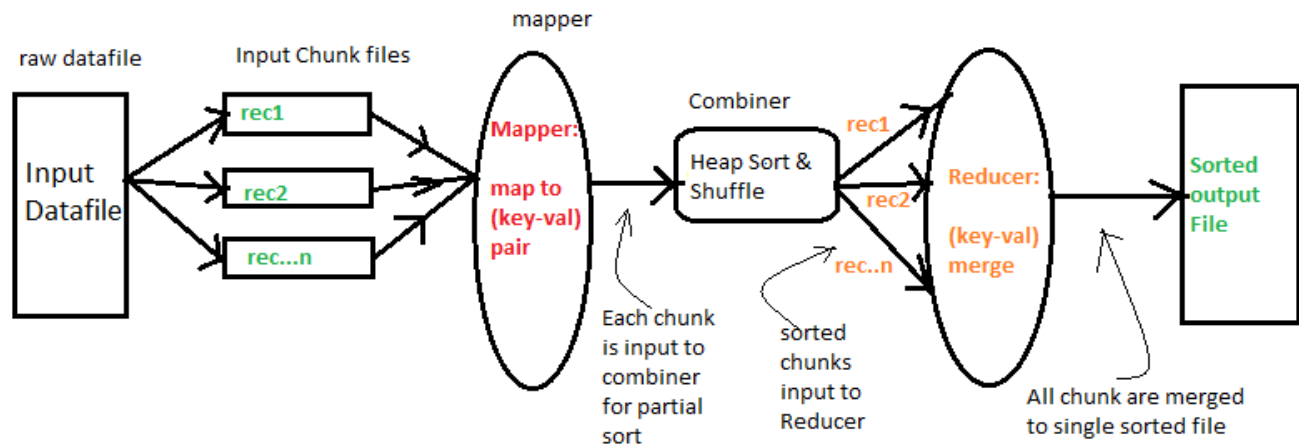 raw datafile
Input
Datafile
Input Chunk files
rec1
rec2
rec...n
mapper
Mapper:
map to
(key-val)
pair
Each chunk
is input to
combiner
for partial
sort
Combiner
Heap Sort &
Shuffle
rec1
rec2
rec..n
sorted
chunks
input to
Reducer
Reducer:
(key-val)
merge
All chunk are merged
to single sorted file
Sorted
output
File